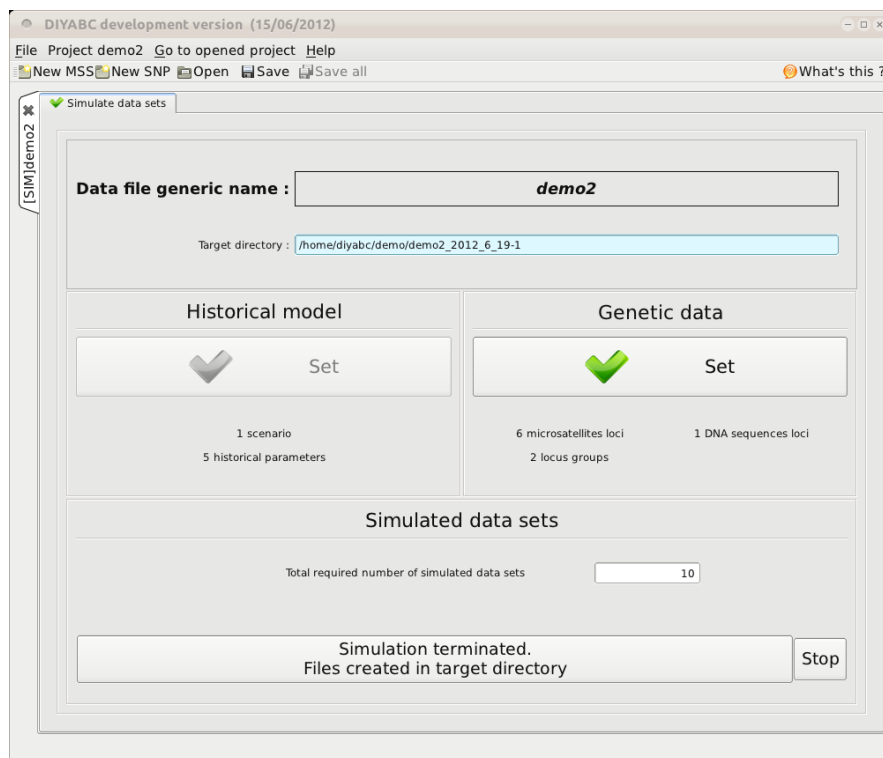 DIYABC development version (15/06/2012)
File Project demo2 Go to opened project Help
New MSS New SNP Open Save Save all What's this ?
Simulate data sets
[SIM]demo2
Data file generic name : demo2
Target directory : /home/diyabc/demo/demo2_2012_6_19-1
Historical model Genetic data
Set Set
1 scenario 6 microsatellites loci 1 DNA sequences loci
5 historical parameters 2 locus groups
Simulated data sets
Total required number of simulated data sets 10
Simulation terminated.
Files created in target directory
Stop